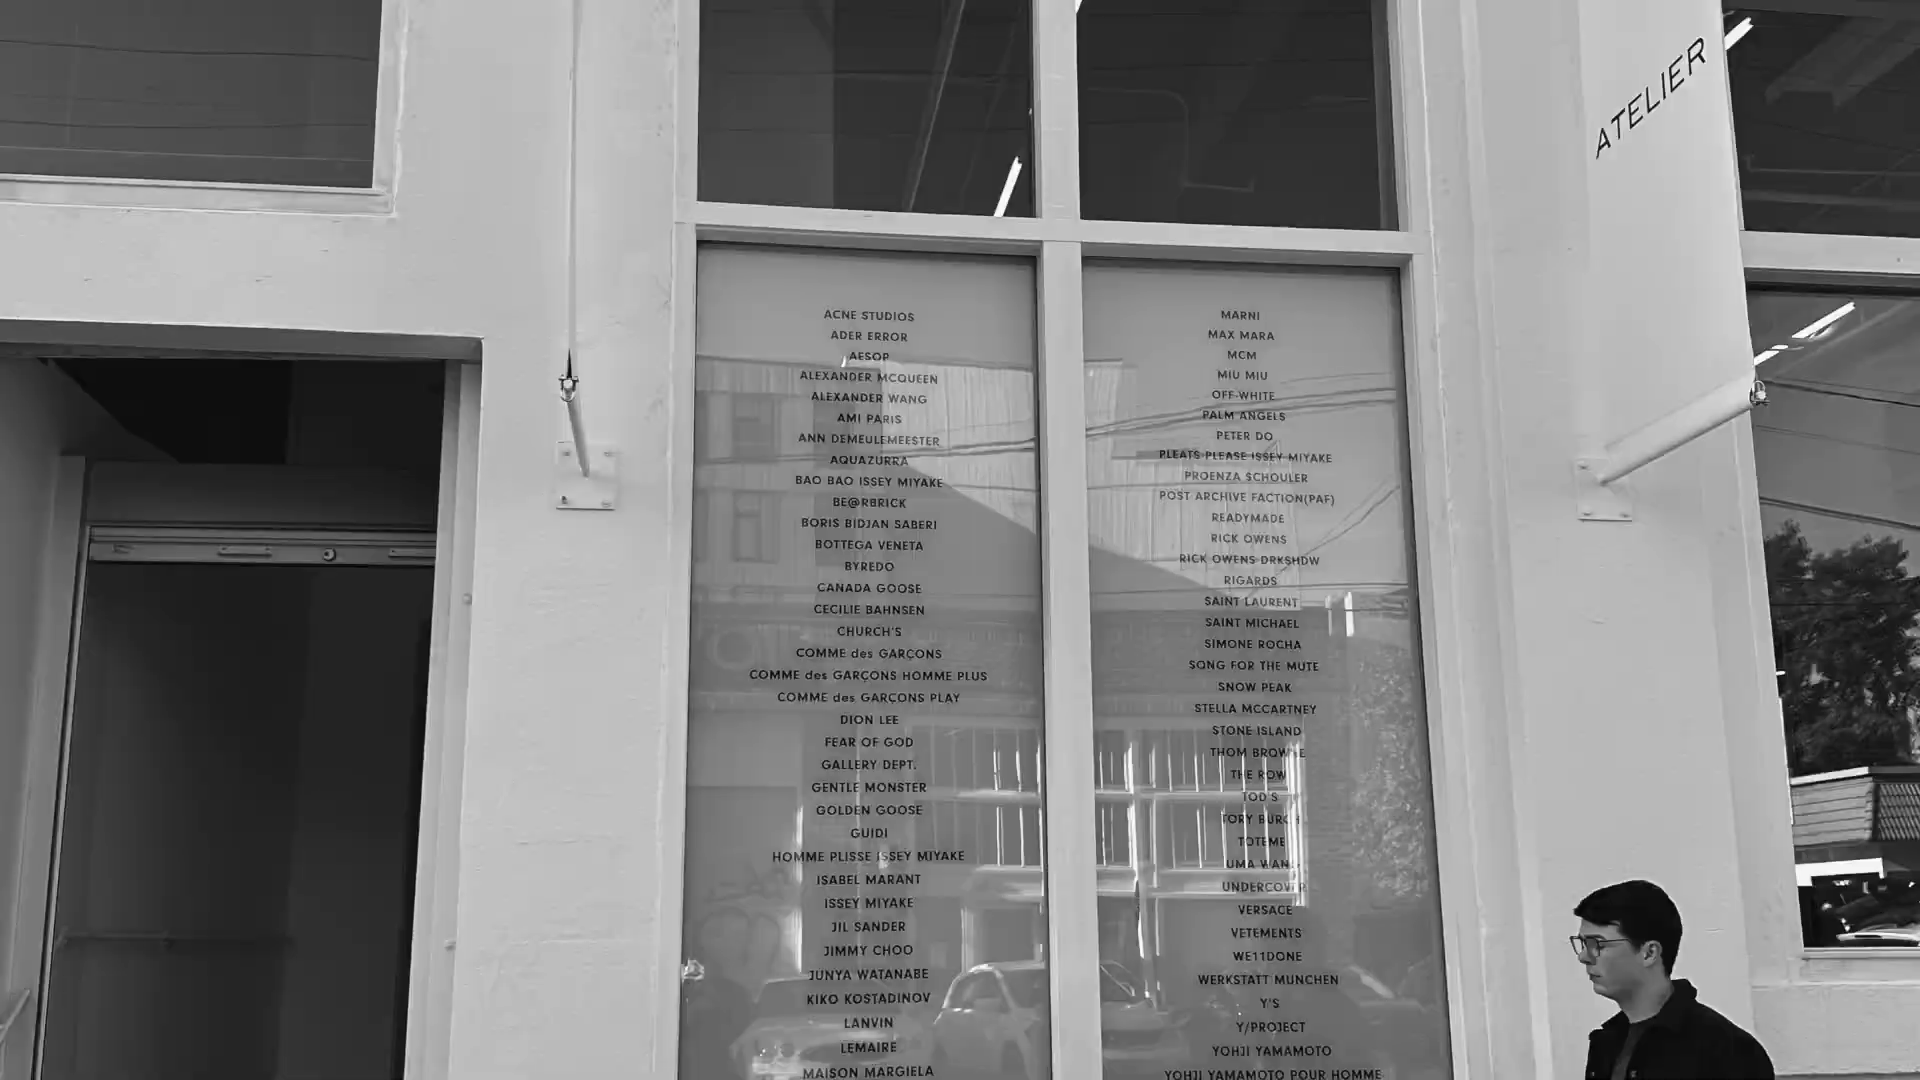 ACNE STUDIOS
ADER ERROR
AESOP
ALEXANDER MCQUEEN
ALEXANDER WANG
AMI PARIS
ANN DEMEULEMEESTER
AQUAZURRA
BAO BAO ISSEY MIYAKE
BE@RBRICK
BORIS BIDJAN SABERI
BOTTEGA VENETA
BYREDO
CANADA GOOSE
CECILIE BAHNSEN
CHURCH'S
COMME des GARÇONS
COMME des GARÇONS HOMME PLUS
COMME des GARÇONS PLAY
DION LEE
FEAR OF GOD
GALLERY DEPT.
GENTLE MONSTER
GOLDEN GOOSE
GUIDI
HOMME PLISSE ISSEY MIYAKE
ISABEL MARANT
ISSEY MIYAKE
JIL SANDER
JIMMY CHOO
JUNYA WATANABE
KIKO KOSTADINOV
LANVIN
LEMAIRE
MAISON MARGIELA
MARNI
MAX MARA
MCM
MIU MIU
OFF-WHITE
PALM ANGELS
PETER DO
PLEATS PLEASE ISSEY MIYAKE
PROENZA SCHOULER
POST ARCHIVE FACTION(PAF)
READYMADE
RICK OWENS
RICK OWENS DRKSHDW
RIGARDS
SAINT LAURENT
SAINT MICHAEL
SIMONE ROCHA
SONG FOR THE MUTE
SNOW PEAK
STELLA MCCARTNEY
STONE ISLAND
THOM BROWNE
THE ROW
TOD'S
TORY BURCH
TOTEME
UMA WANG
UNDERCOVER
VERSACE
VETEMENTS
WE11DONE
WERKSTATT MUNCHEN
Y'S
Y/PROJECT
YOHJI YAMAMOTO
YOHJI YAMAMOTO POUR HOMME
ATELIER